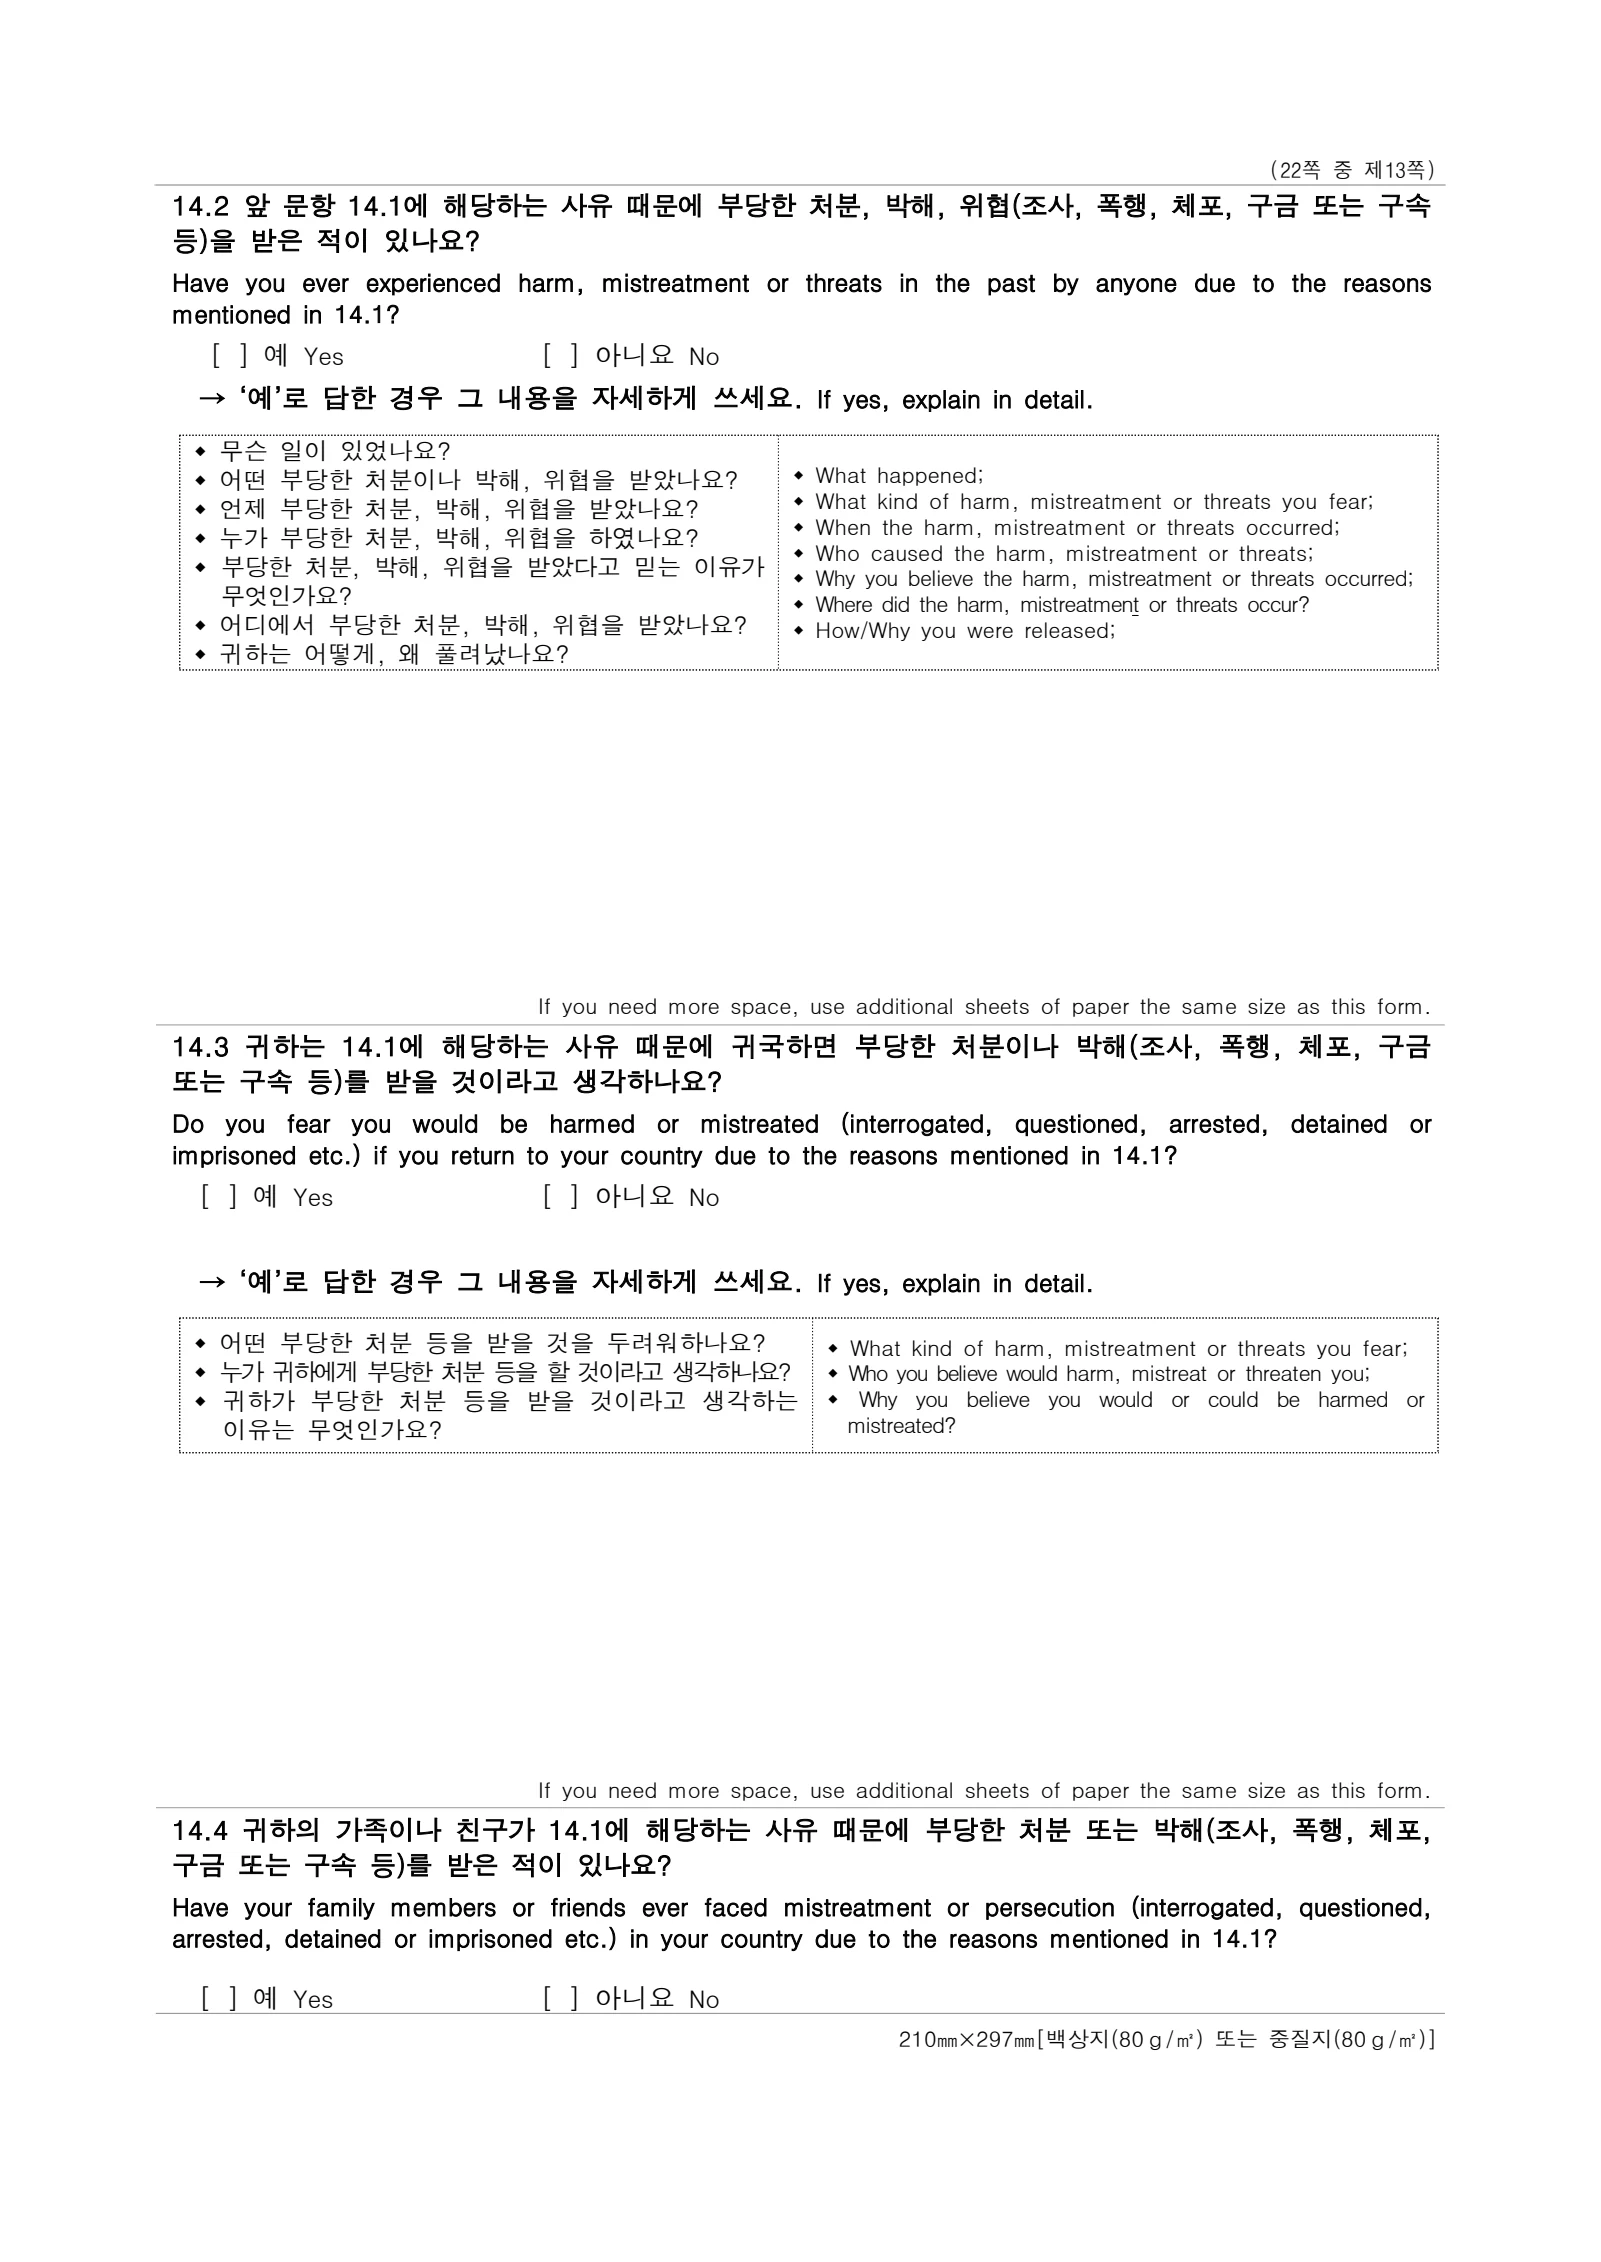 (22쪽 중 제13쪽)
14.2 앞 문항 14.1에 해당하는 사유 때문에 부당한 처분, 박해, 위협(조사, 폭행, 체포, 구금 또는 구속
등)을 받은 적이 있나요?
Have you ever experienced harm, mistreatment or threats in the past by anyone due to the reasons
mentioned in 14.1?
[ ] 예 Yes [ ] 아니요 No
→ ‘예’로 답한 경우 그 내용을 자세하게 쓰세요. If yes, explain in detail.
◆ 무슨 일이 있었나요?
◆ 어떤 부당한 처분이나 박해, 위협을 받았나요?
◆ 언제 부당한 처분, 박해, 위협을 받았나요?
◆ 누가 부당한 처분, 박해, 위협을 하였나요?
◆ 부당한 처분, 박해, 위협을 받았다고 믿는 이유가
무엇인가요?
◆ 어디에서 부당한 처분, 박해, 위협을 받았나요?
◆ 귀하는 어떻게, 왜 풀려났나요?
◆ What happened;
◆ What kind of harm, mistreatment or threats you fear;
◆ When the harm, mistreatment or threats occurred;
◆ Who caused the harm, mistreatment or threats;
◆ Why you believe the harm, mistreatment or threats occurred;
◆ Where did the harm, mistreatment or threats occur?
◆ How/Why you were released;
If you need more space, use additional sheets of paper the same size as this form.
14.3 귀하는 14.1에 해당하는 사유 때문에 귀국하면 부당한 처분이나 박해(조사, 폭행, 체포, 구금
또는 구속 등)를 받을 것이라고 생각하나요?
Do you fear you would be harmed or mistreated (interrogated, questioned, arrested, detained or
imprisoned etc.) if you return to your country due to the reasons mentioned in 14.1?
[ ] 예 Yes [ ] 아니요 No
→ ‘예’로 답한 경우 그 내용을 자세하게 쓰세요. If yes, explain in detail.
◆ 어떤 부당한 처분 등을 받을 것을 두려워하나요?
◆ 누가 귀하에게 부당한 처분 등을 할 것이라고 생각하나요?
◆ 귀하가 부당한 처분 등을 받을 것이라고 생각하는
이유는 무엇인가요?
◆ What kind of harm, mistreatment or threats you fear;
◆ Who you believe would harm, mistreat or threaten you;
◆ Why you believe you would or could be harmed or
mistreated?
If you need more space, use additional sheets of paper the same size as this form.
14.4 귀하의 가족이나 친구가 14.1에 해당하는 사유 때문에 부당한 처분 또는 박해(조사, 폭행, 체포,
구금 또는 구속 등)를 받은 적이 있나요?
Have your family members or friends ever faced mistreatment or persecution (interrogated, questioned,
arrested, detained or imprisoned etc.) in your country due to the reasons mentioned in 14.1?
[ ] 예 Yes [ ] 아니요 No
210㎜×297㎜[백상지(80ｇ/㎡) 또는 중질지(80ｇ/㎡)]